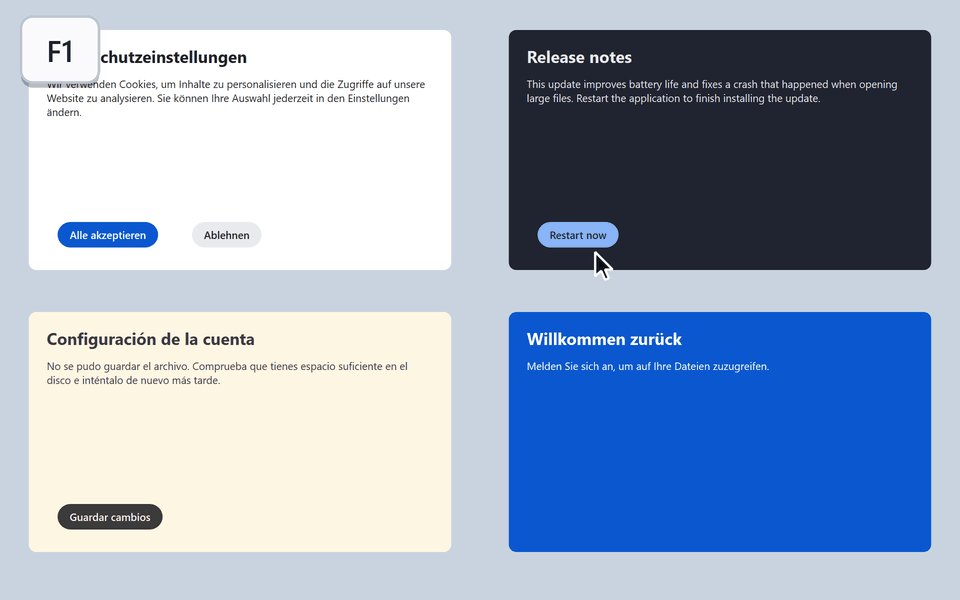 F1
chutzeinstellungen
Wir verwenden Cookies, um Inhalte zu personalisieren und die Zugriffe auf unsere
Website zu analysieren. Sie können Ihre Auswahl jederzeit in den Einstellungen
ändern.
Alle akzeptieren
Ablehnen
Release notes
This update improves battery life and fixes a crash that happened when opening
large files. Restart the application to finish installing the update.
Restart now
Configuración de la cuenta
No se pudo guardar el archivo. Comprueba que tienes espacio suficiente en el
disco e inténtalo de nuevo más tarde.
Guardar cambios
Willkommen zurück
Melden Sie sich an, um auf Ihre Dateien zuzugreifen.